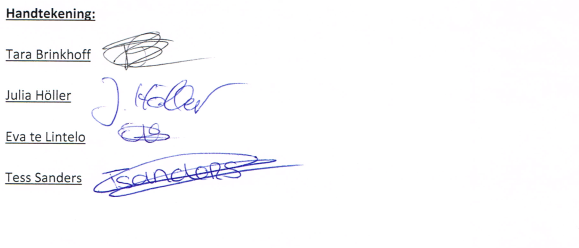 Handtekening:
Tara Brinkhoff
Julia Höller J. Höller
Eva te Lintelo
Tess Sanders Tsanders